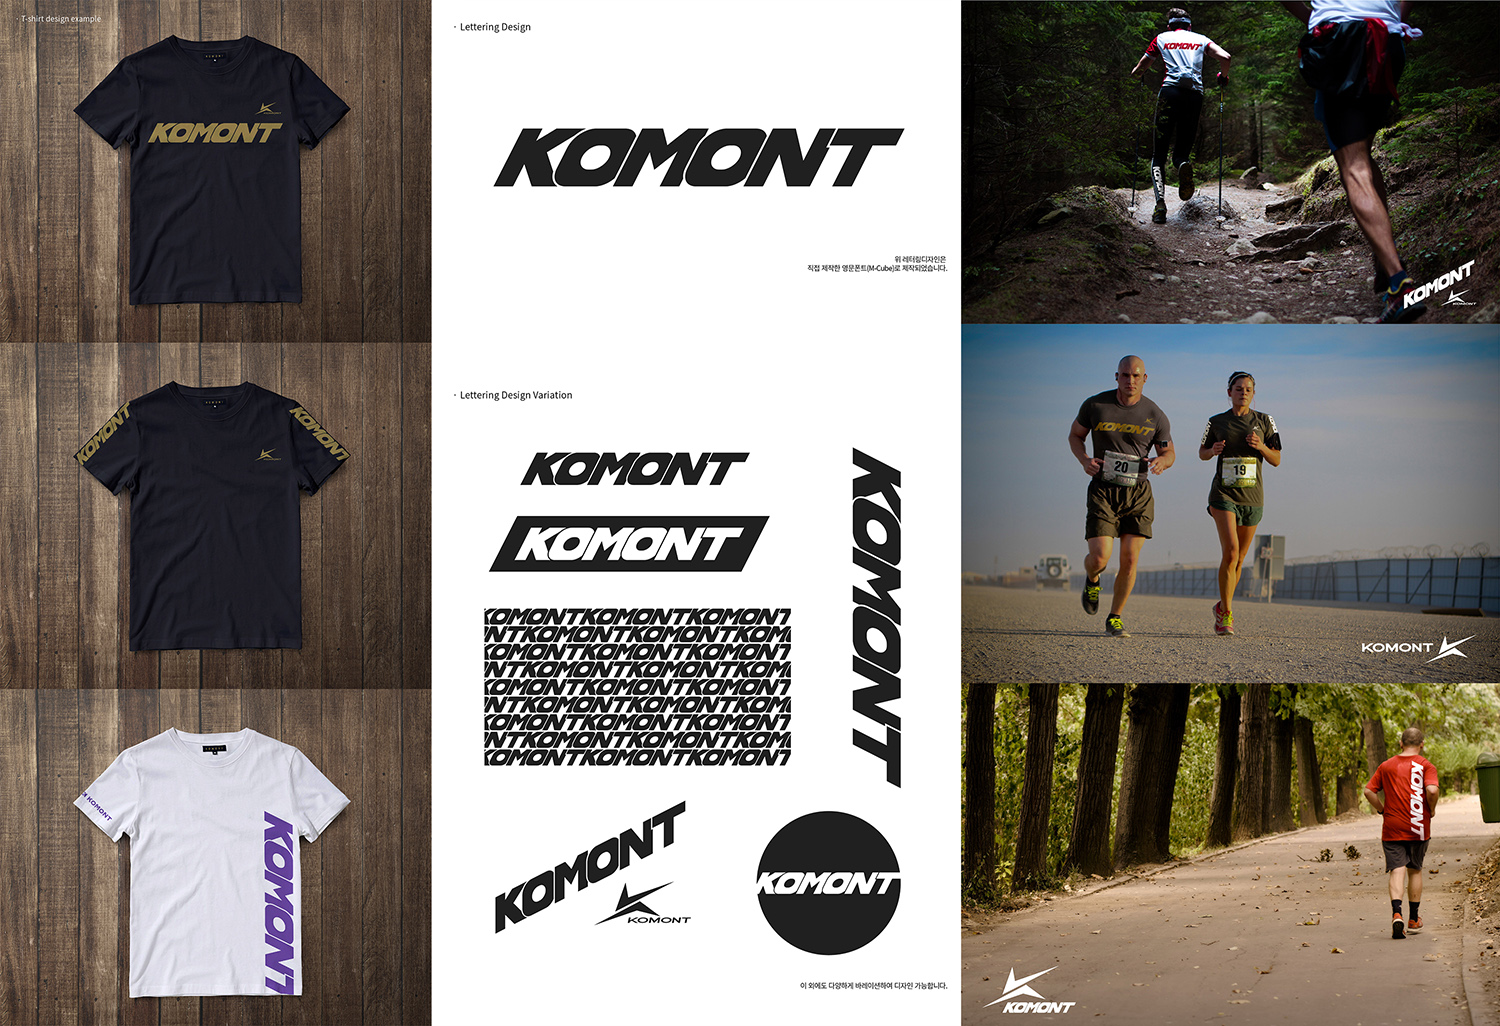 · T-shirt design example
KOMONT
KOMONT
KOMONT
KOMONT
KOMONT
· Lettering Design
KOMONT
위 레터링디자인은
직접 제작한 영문폰트(M-Cube)로 제작되었습니다.
· Lettering Design Variation
KOMONT
KOMONT
KOMONT
KOMONTKOMONTKOMONT
NTKOMONTKOMONTKOM
KOMONTKOMONTKOMONT
NTKOMONTKOMONTKOM
KOMONTKOMONTKOMONT
NTKOMONTKOMONTKOM
KOMONTKOMONTKOMONT
NTKOMONTKOMONTKOM
KOMONTKOMONTKOMONT
KOMONT
KOMONT
KOMONT
이 외에도 다양하게 바레이션하여 디자인 가능합니다.
KOMONT
KOMONT
KOMONT
KOMONT
KOMONT
20
19
KOMONT
KOMONT
KOMONT